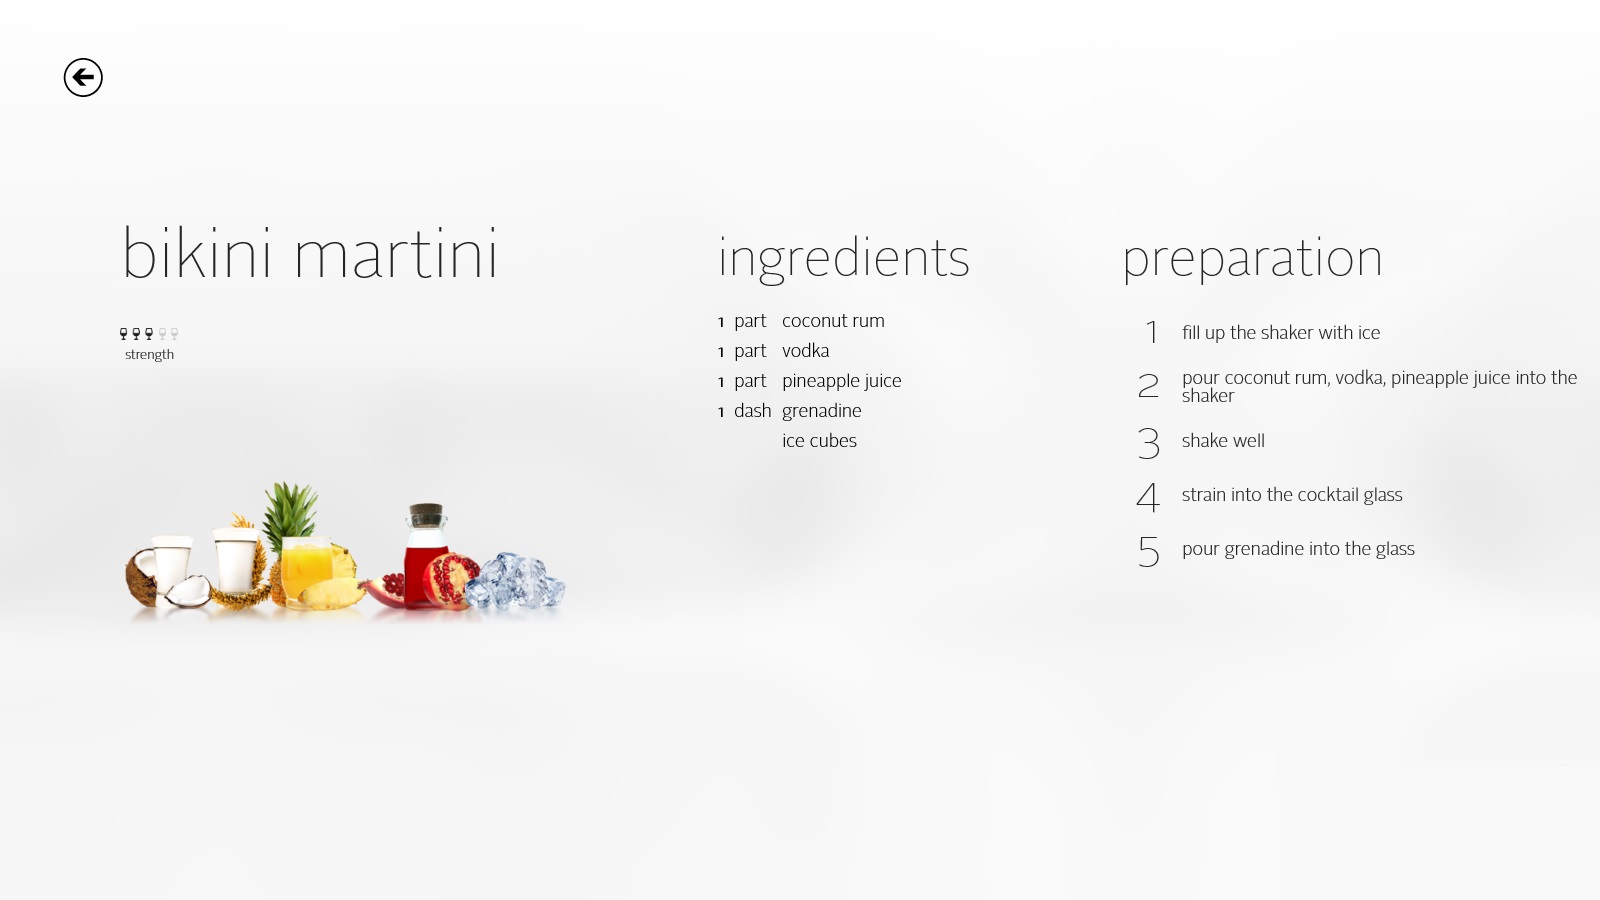 bikini martini
strength
ingredients
1 part coconut rum
1 part vodka
1 part pineapple juice
1 dash grenadine
ice cubes
preparation
1 fill up the shaker with ice
2 pour coconut rum, vodka, pineapple juice into the
shaker
3 shake well
4 strain into the cocktail glass
5 pour grenadine into the glass